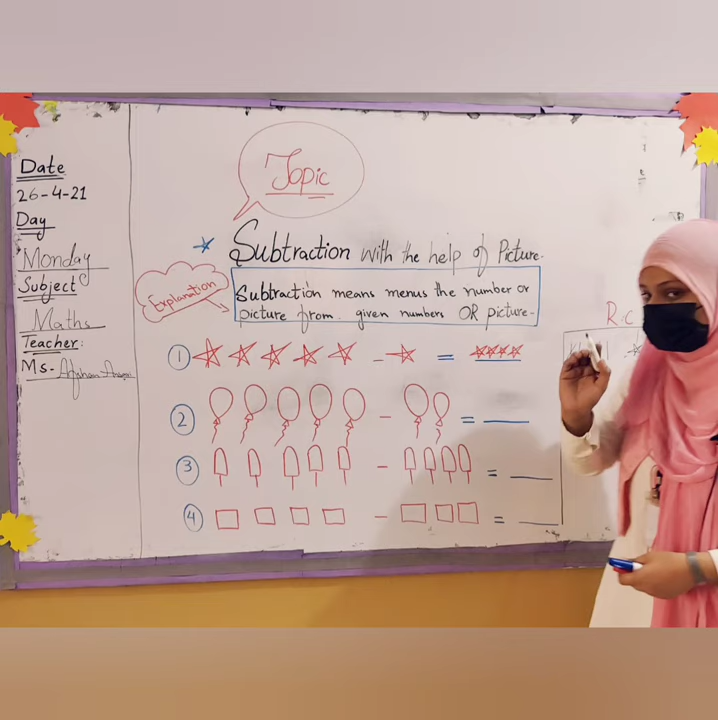 Date
26-4-21
Day
Monday
Subject
Maths
Teacher:
Ms.
Topic
Subtraction with the help of Picture.
Explanation
Subtraction means menus the number or
picture from given numbers OR picture.
1 - =
2 - =
3 - =
4 - =
R.C